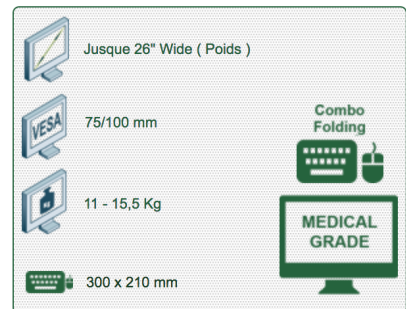 Jusque 26" Wide ( Poids )
VESA
75/100 mm
KG
11 - 15,5 Kg
300 x 210 mm
Combo
Folding
MEDICAL
GRADE